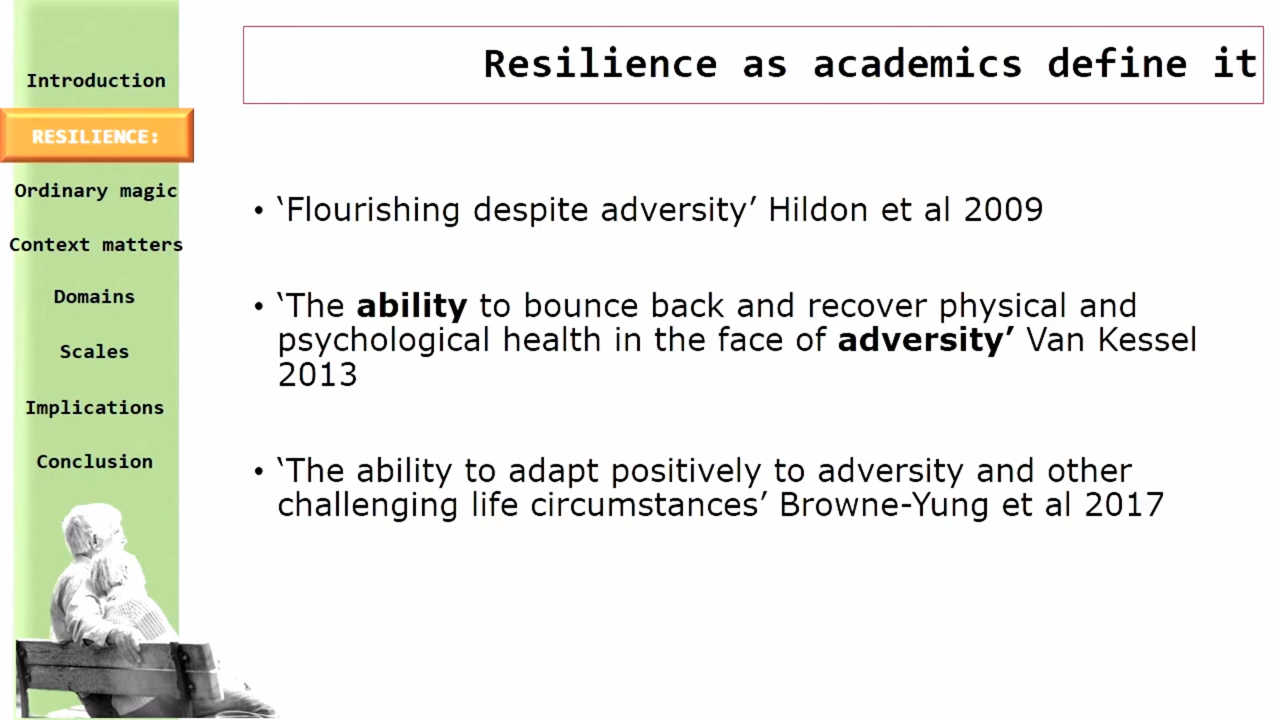 Introduction
RESILIENCE:
Ordinary magic
Context matters
Domains
Scales
Implications
Conclusion
Resilience as academics define it
• ‘Flourishing despite adversity’ Hildon et al 2009
• ‘The ability to bounce back and recover physical and
psychological health in the face of adversity’ Van Kessel
2013
• ‘The ability to adapt positively to adversity and other
challenging life circumstances’ Browne-Yung et al 2017